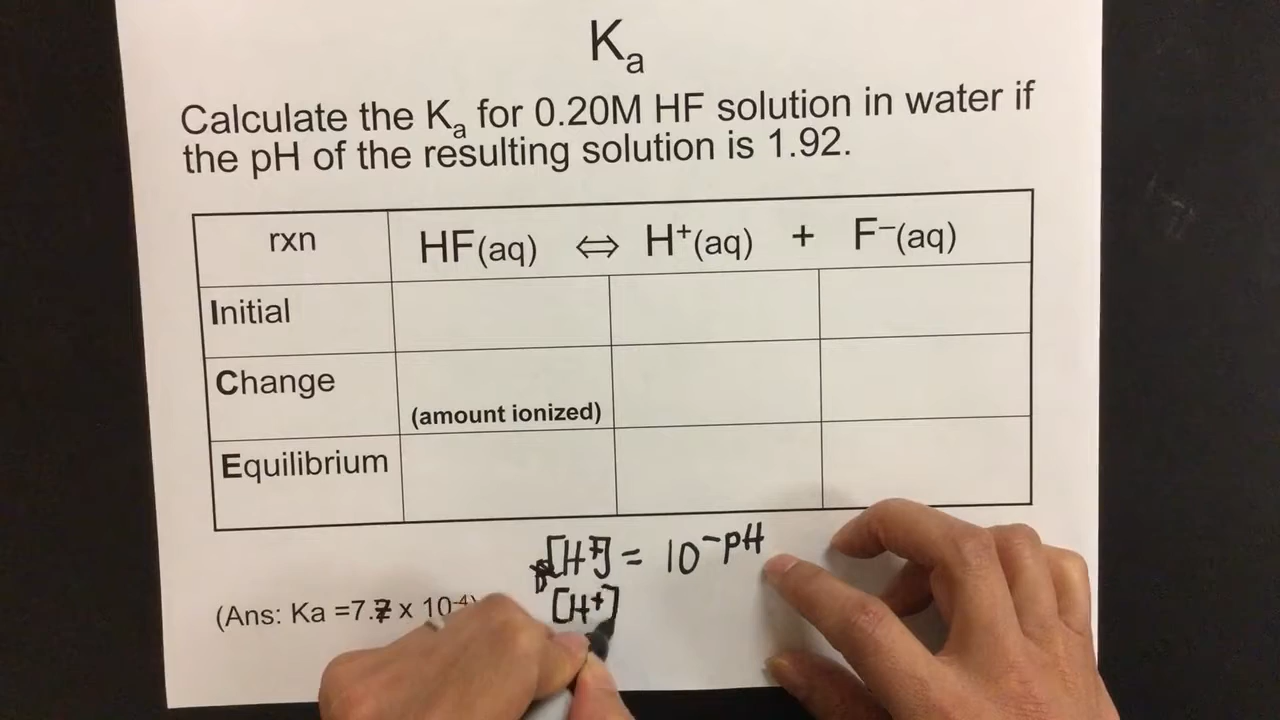 Ka
Calculate the Ka for 0.20M HF solution in water if
the pH of the resulting solution is 1.92.
rxn HF(aq) ⇔ H⁺(aq) + F⁻(aq)
Initial
Change
(amount ionized)
Equilibrium
[H⁺] = 10⁻ᵖᴴ
(Ans: Ka =7. x 10⁻⁴)
[H⁺]